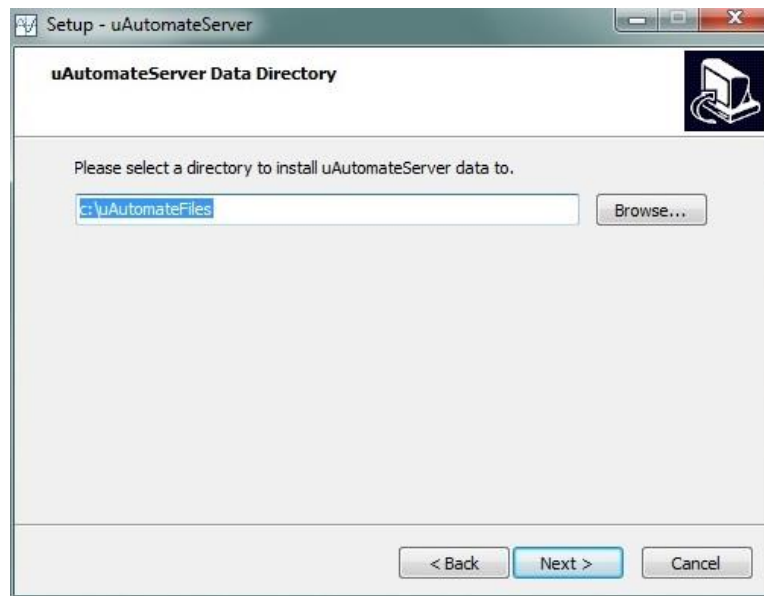 Setup - uAutomateServer
uAutomateServer Data Directory
Please select a directory to install uAutomateServer data to.
c:\uAutomateFiles
Browse...
< Back
Next >
Cancel